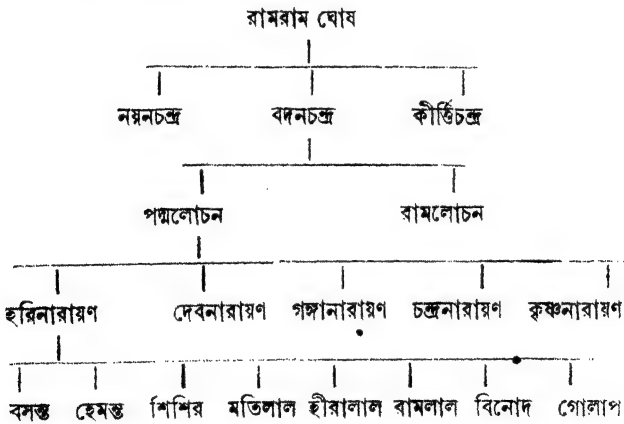 রামরাম ঘোষ
নয়নচন্দ্র বদনচন্দ্র কীর্ত্তিচন্দ্র
পদ্মলোচন রামলোচন
হরিনারায়ণ দেবনারায়ণ গঙ্গানারায়ণ চন্দ্রনারায়ণ কৃষ্ণনারায়ণ
বসন্ত হেমন্ত শিশির মতিলাল হীরালাল রামলাল বিনোদ গোলাপ